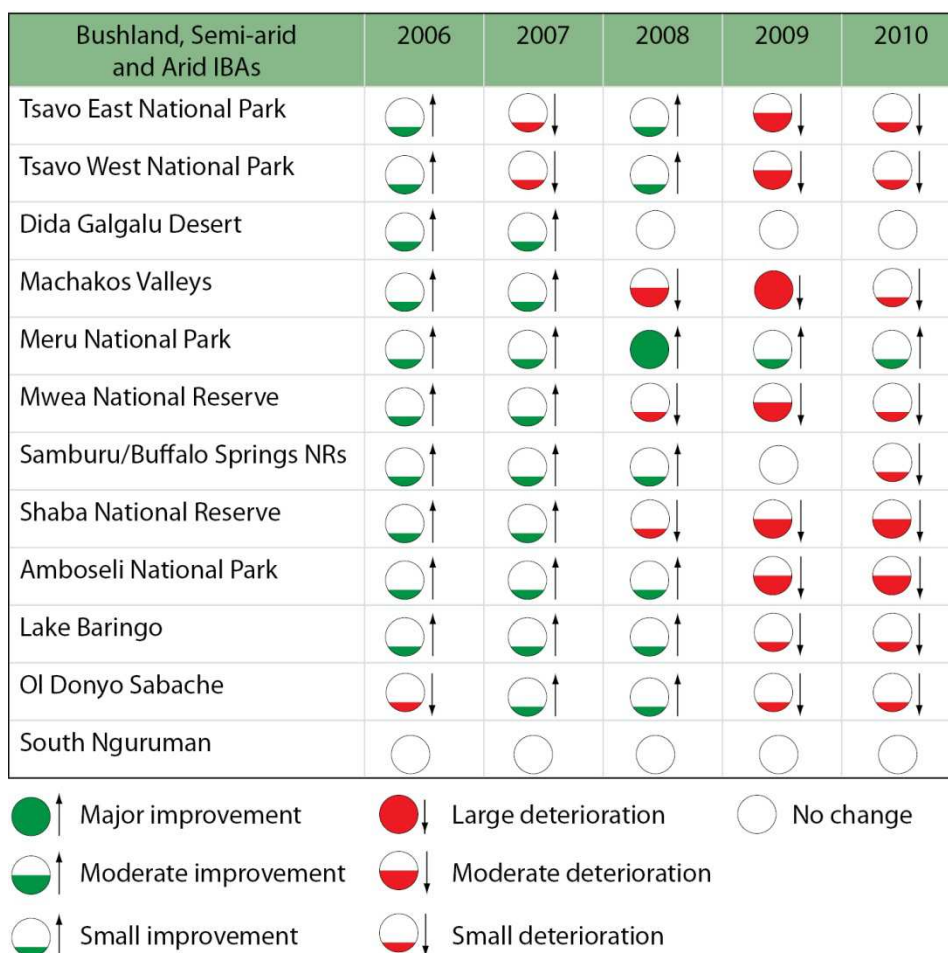 Bushland, Semi-arid
and Arid IBAs
2006
2007
2008
2009
2010
Tsavo East National Park
Tsavo West National Park
Dida Galgalu Desert
Machakos Valleys
Meru National Park
Mwea National Reserve
Samburu/Buffalo Springs NRs
Shaba National Reserve
Amboseli National Park
Lake Baringo
Ol Donyo Sabache
South Nguruman
Major improvement
Large deterioration
No change
Moderate improvement
Moderate deterioration
Small improvement
Small deterioration